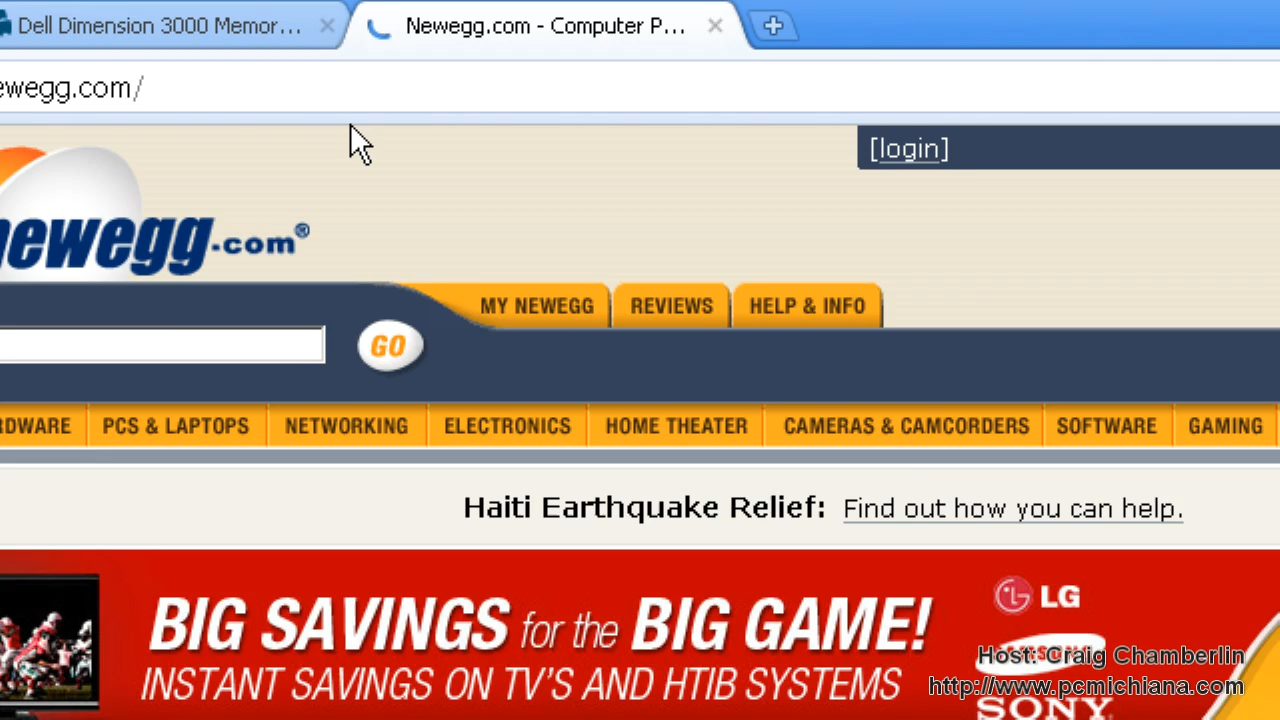 Dell Dimension 3000 Memor...
Newegg.com - Computer P...
ewegg.com/
[login]
newegg.com®
MY NEWEGG
REVIEWS
HELP & INFO
GO
RDWARE
PCS & LAPTOPS
NETWORKING
ELECTRONICS
HOME THEATER
CAMERAS & CAMCORDERS
SOFTWARE
GAMING
Haiti Earthquake Relief: Find out how you can help.
BIG SAVINGS for the BIG GAME!
INSTANT SAVINGS ON TV'S AND HTIB SYSTEMS
LG
SONY
Host: Craig Chamberlin
http://www.pcmichiana.com